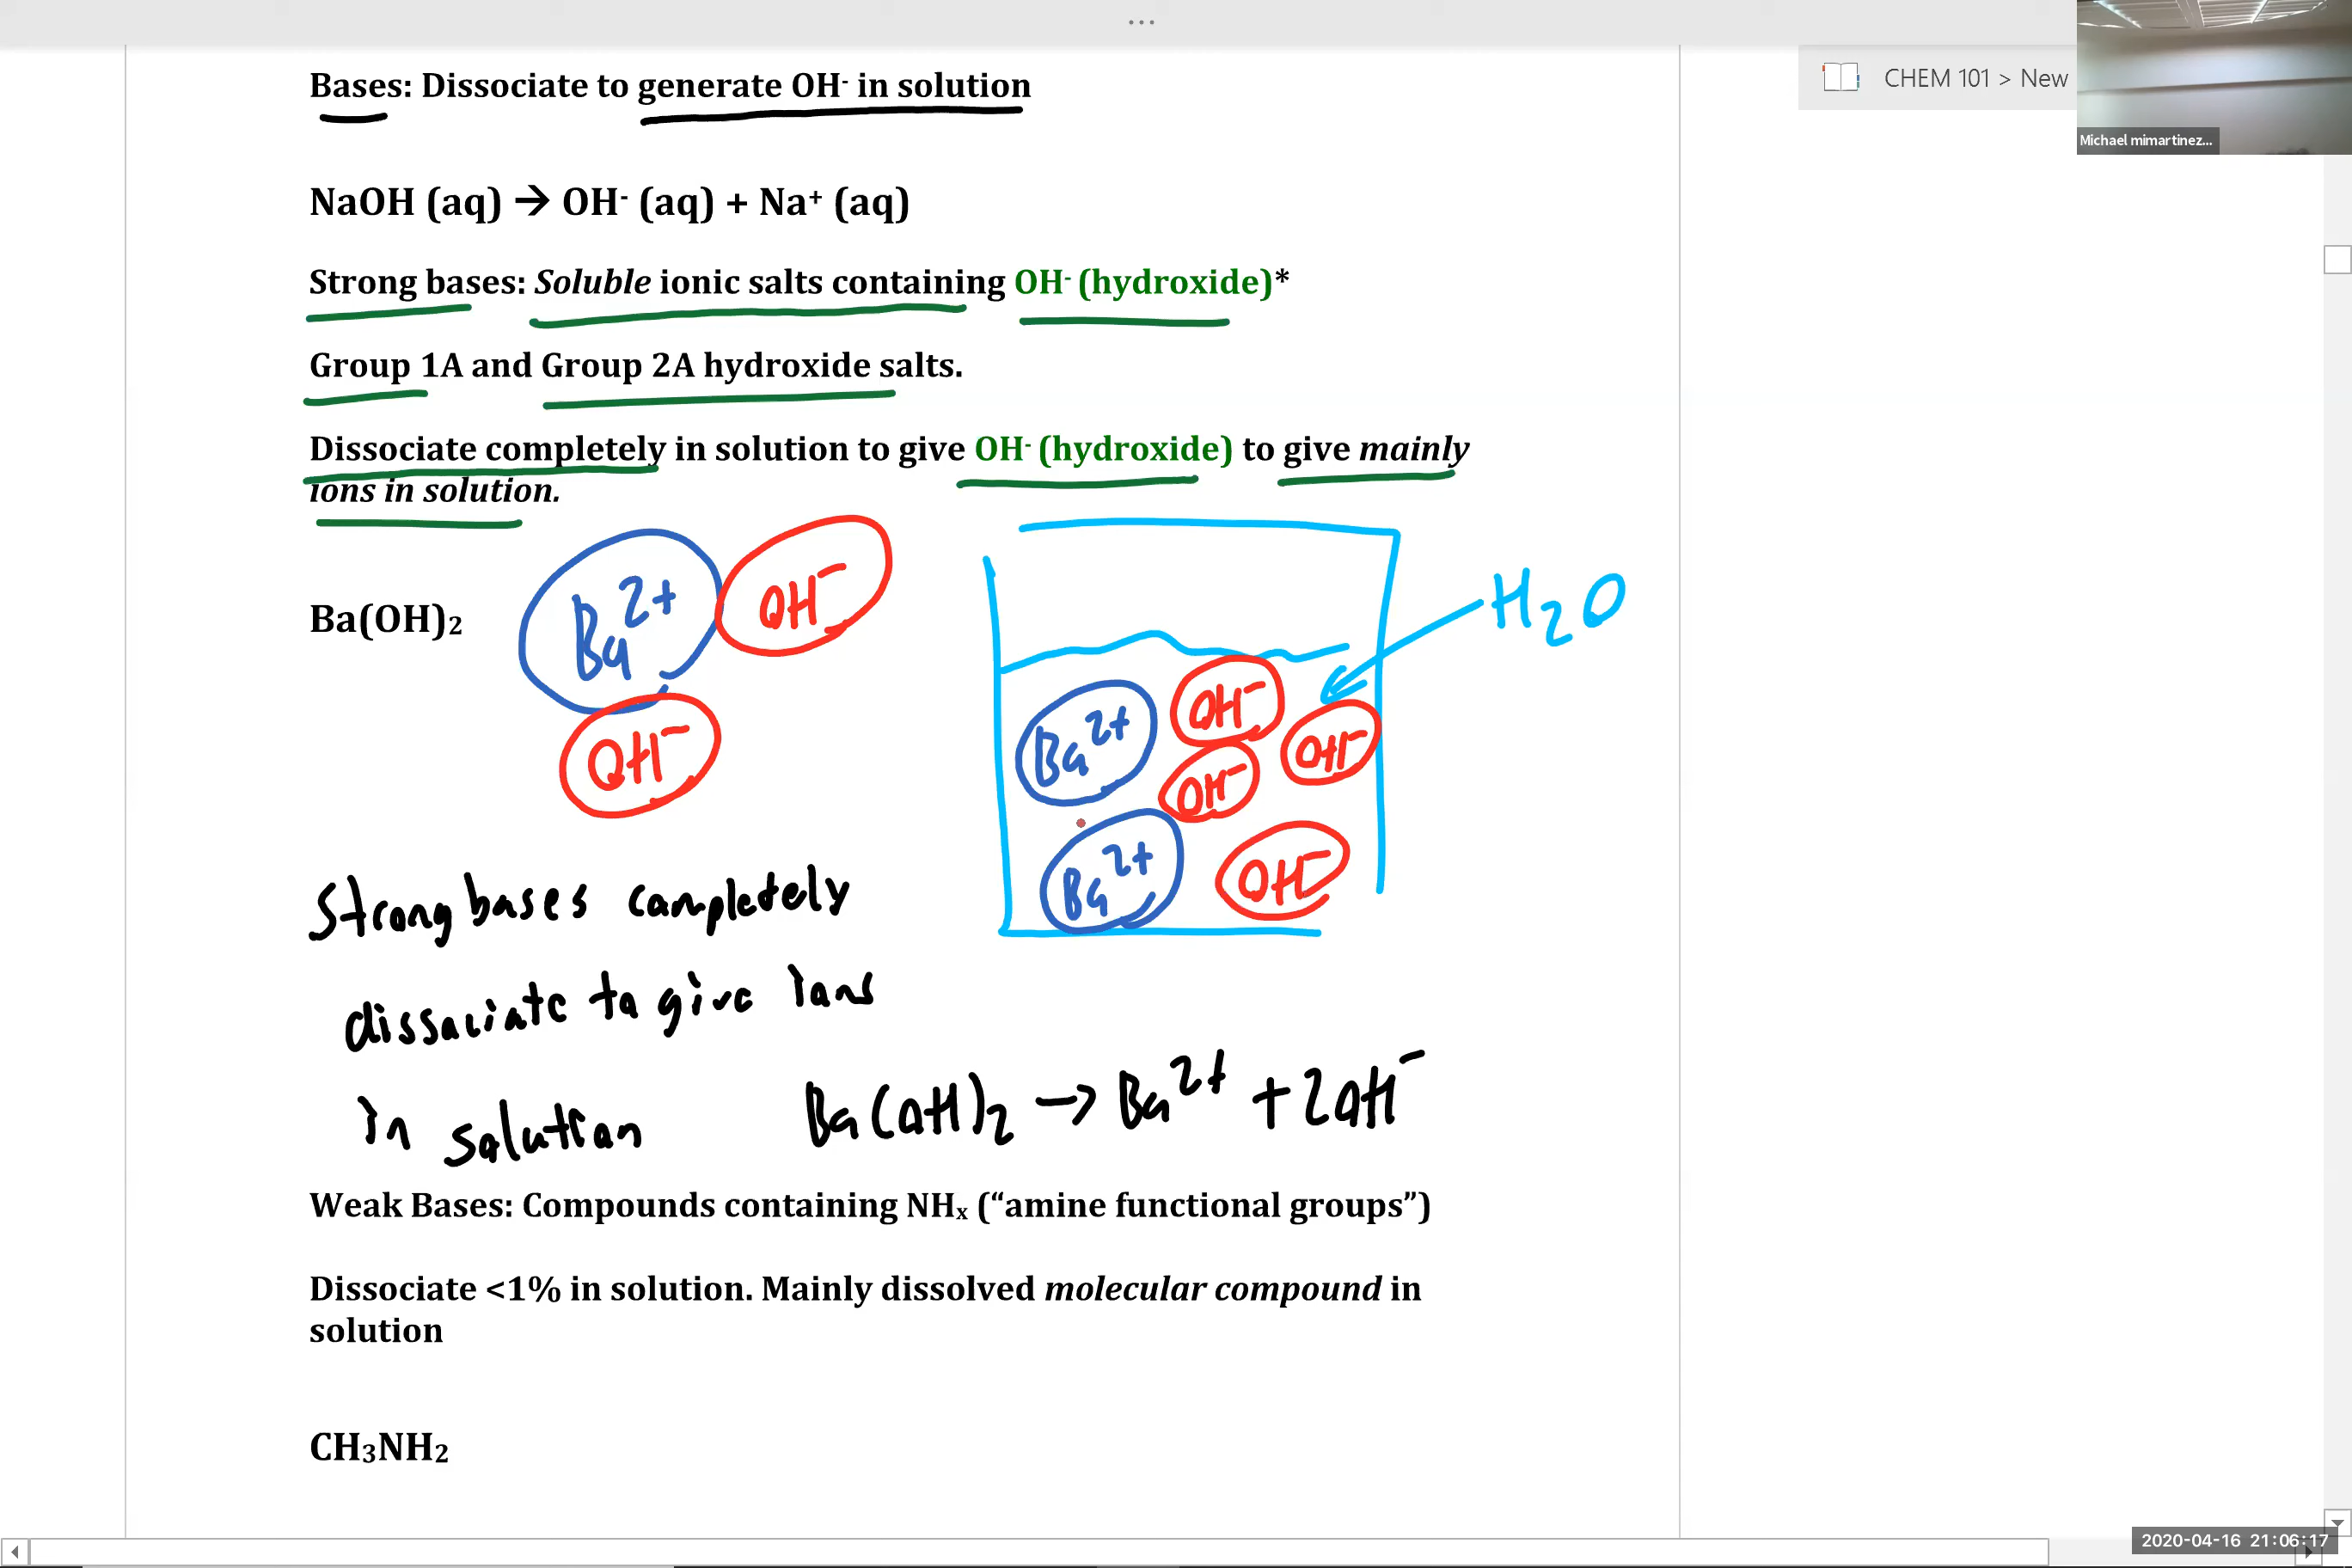 ...
CHEM 101 > New
Michael mimartinez...
Bases: Dissociate to generate OH⁻ in solution
NaOH (aq) → OH⁻ (aq) + Na⁺ (aq)
Strong bases: Soluble ionic salts containing OH⁻ (hydroxide)*
Group 1A and Group 2A hydroxide salts.
Dissociate completely in solution to give OH⁻ (hydroxide) to give mainly
ions in solution.
Ba(OH)₂
Ba²⁺ OH⁻
OH⁻
H₂O
Ba²⁺ OH⁻ OH⁻
OH⁻
Ba²⁺ OH⁻
Strong bases completely
dissociate to give ions
in solution
Ba(OH)₂ → Ba²⁺ + 2OH⁻
Weak Bases: Compounds containing NHₓ (“amine functional groups”)
Dissociate <1% in solution. Mainly dissolved molecular compound in
solution
CH₃NH₂
2020-04-16 21:06:17